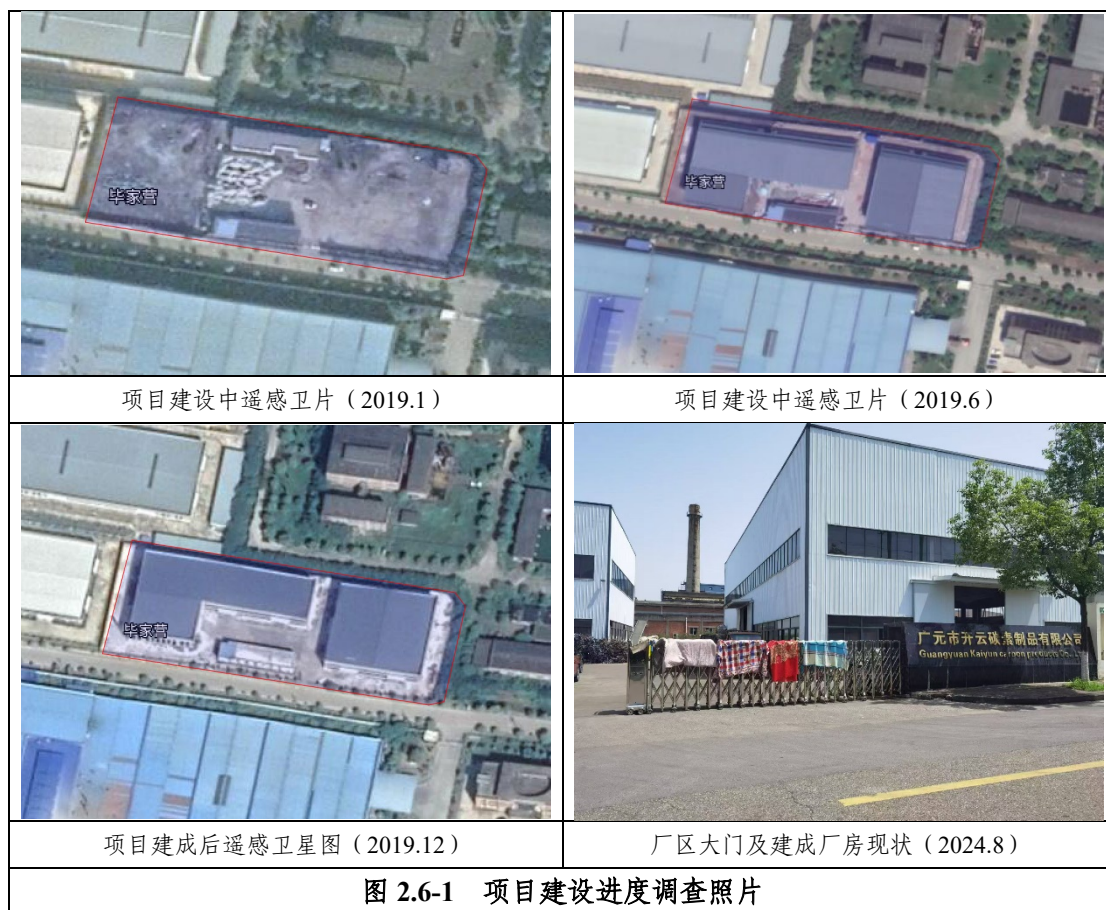 毕家营
毕家营
项目建设中遥感卫片（2019.1）
项目建设中遥感卫片（2019.6）
毕家营
广元市开云碳素制品有限公司
Guangyuan Kaiyun carbon products Co., Ltd
项目建成后遥感卫星图（2019.12）
厂区大门及建成厂房现状（2024.8）
图 2.6-1 项目建设进度调查照片